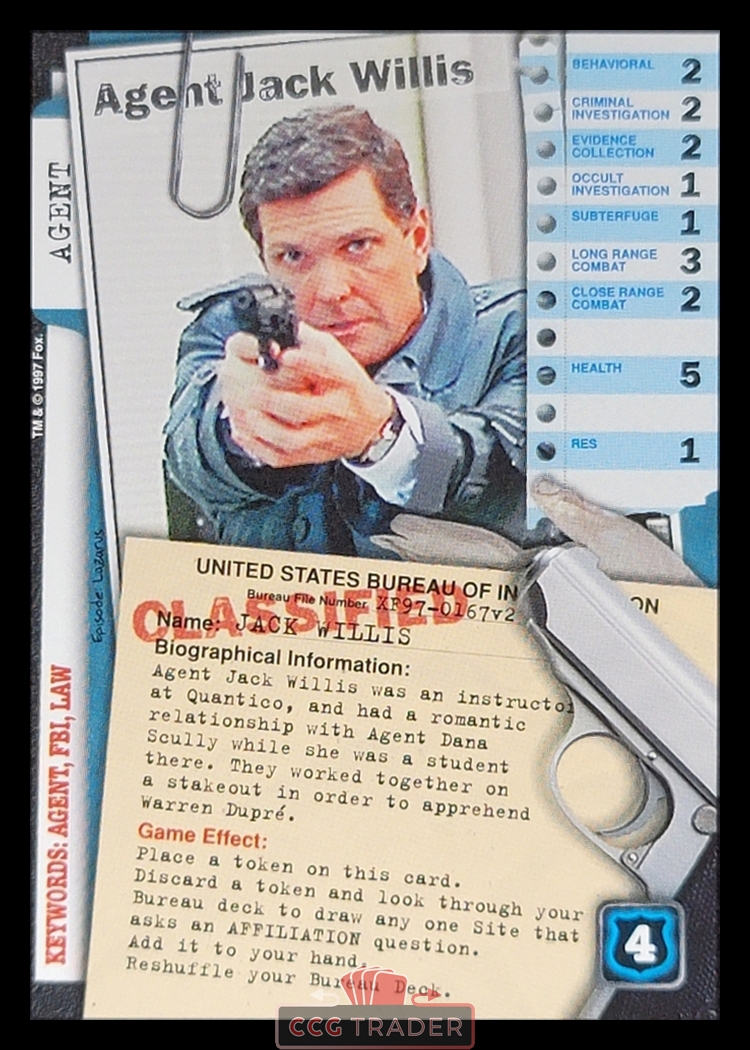 Agent Jack Willis
AGENT
TM & © 1997 Fox.
KEYWORDS: AGENT, FBI, LAW
Episode: Lazarus
BEHAVIORAL 2
CRIMINAL
INVESTIGATION 2
EVIDENCE
COLLECTION 2
OCCULT
INVESTIGATION 1
SUBTERFUGE 1
LONG RANGE
COMBAT 3
CLOSE RANGE
COMBAT 2
HEALTH 5
RES 1
UNITED STATES BUREAU OF IN ON
Bureau File Number XF97-0167v2
CLASSIFIED
Name: JACK WILLIS
Biographical Information:
Agent Jack Willis was an instructor
at Quantico, and had a romantic
relationship with Agent Dana
Scully while she was a student
there. They worked together on
a stakeout in order to apprehend
Warren Dupré.
Game Effect:
Place a token on this card.
Discard a token and look through your
Bureau deck to draw any one Site that
asks an AFFILIATION question.
Add it to your hand.
Reshuffle your Bureau Deck.
4
CCG TRADER